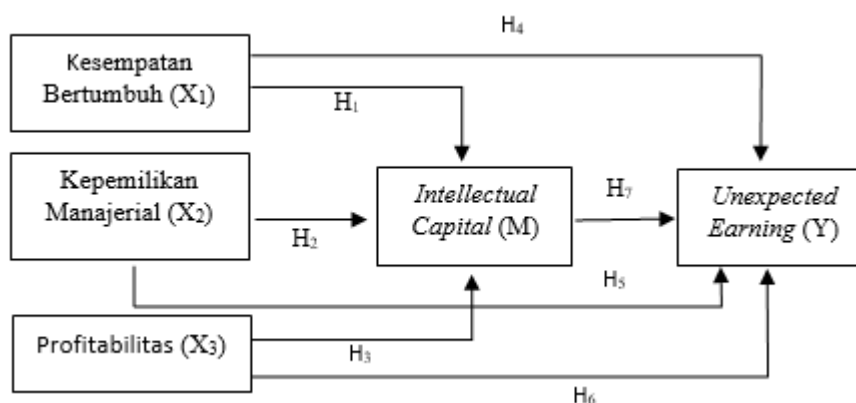 H₄
Kesempatan
Bertumbuh (X₁)
H₁
Kepemilikan
Manajerial (X₂)
H₂
Intellectual
Capital (M)
H₇
Unexpected
Earning (Y)
H₅
Profitabilitas (X₃)
H₃
H₆